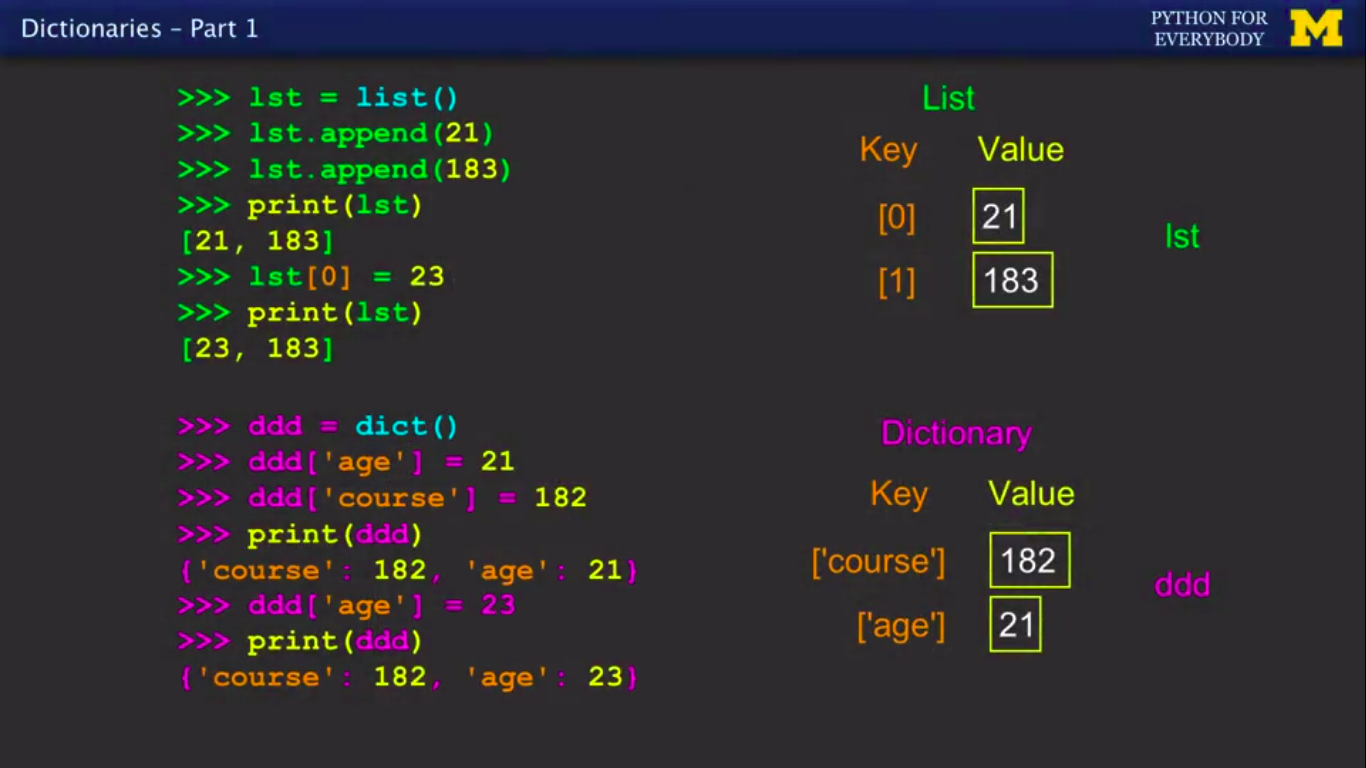 Dictionaries – Part 1
PYTHON FOR
EVERYBODY
M
>>> lst = list()
>>> lst.append(21)
>>> lst.append(183)
>>> print(lst)
[21, 183]
>>> lst[0] = 23
>>> print(lst)
[23, 183]
List
Key Value
[0] 21
lst
[1] 183
>>> ddd = dict()
>>> ddd['age'] = 21
>>> ddd['course'] = 182
>>> print(ddd)
{'course': 182, 'age': 21}
>>> ddd['age'] = 23
>>> print(ddd)
{'course': 182, 'age': 23}
Dictionary
Key Value
['course'] 182
ddd
['age'] 21